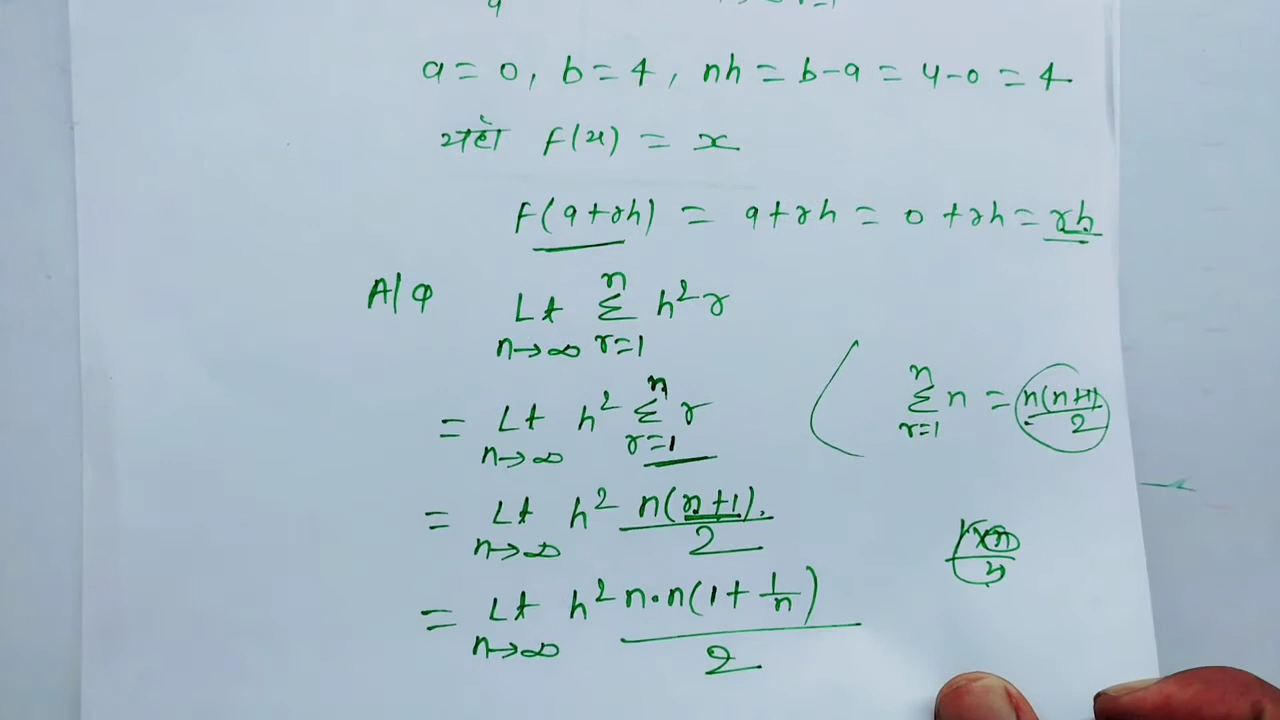 a = 0, b = 4, nh = b-a = 4-0 = 4
यहाँ f(x) = x
f(a+rh) = a+rh = 0+rh = rh
A/Q Lt n→∞ Σ r=1 n h²r
= Lt n→∞ h² Σ r=1 n r
Σ r=1 n n = n(n+1)/2
= Lt n→∞ h² n(n+1)/2
= Lt n→∞ h² n·n(1+1/n)/2